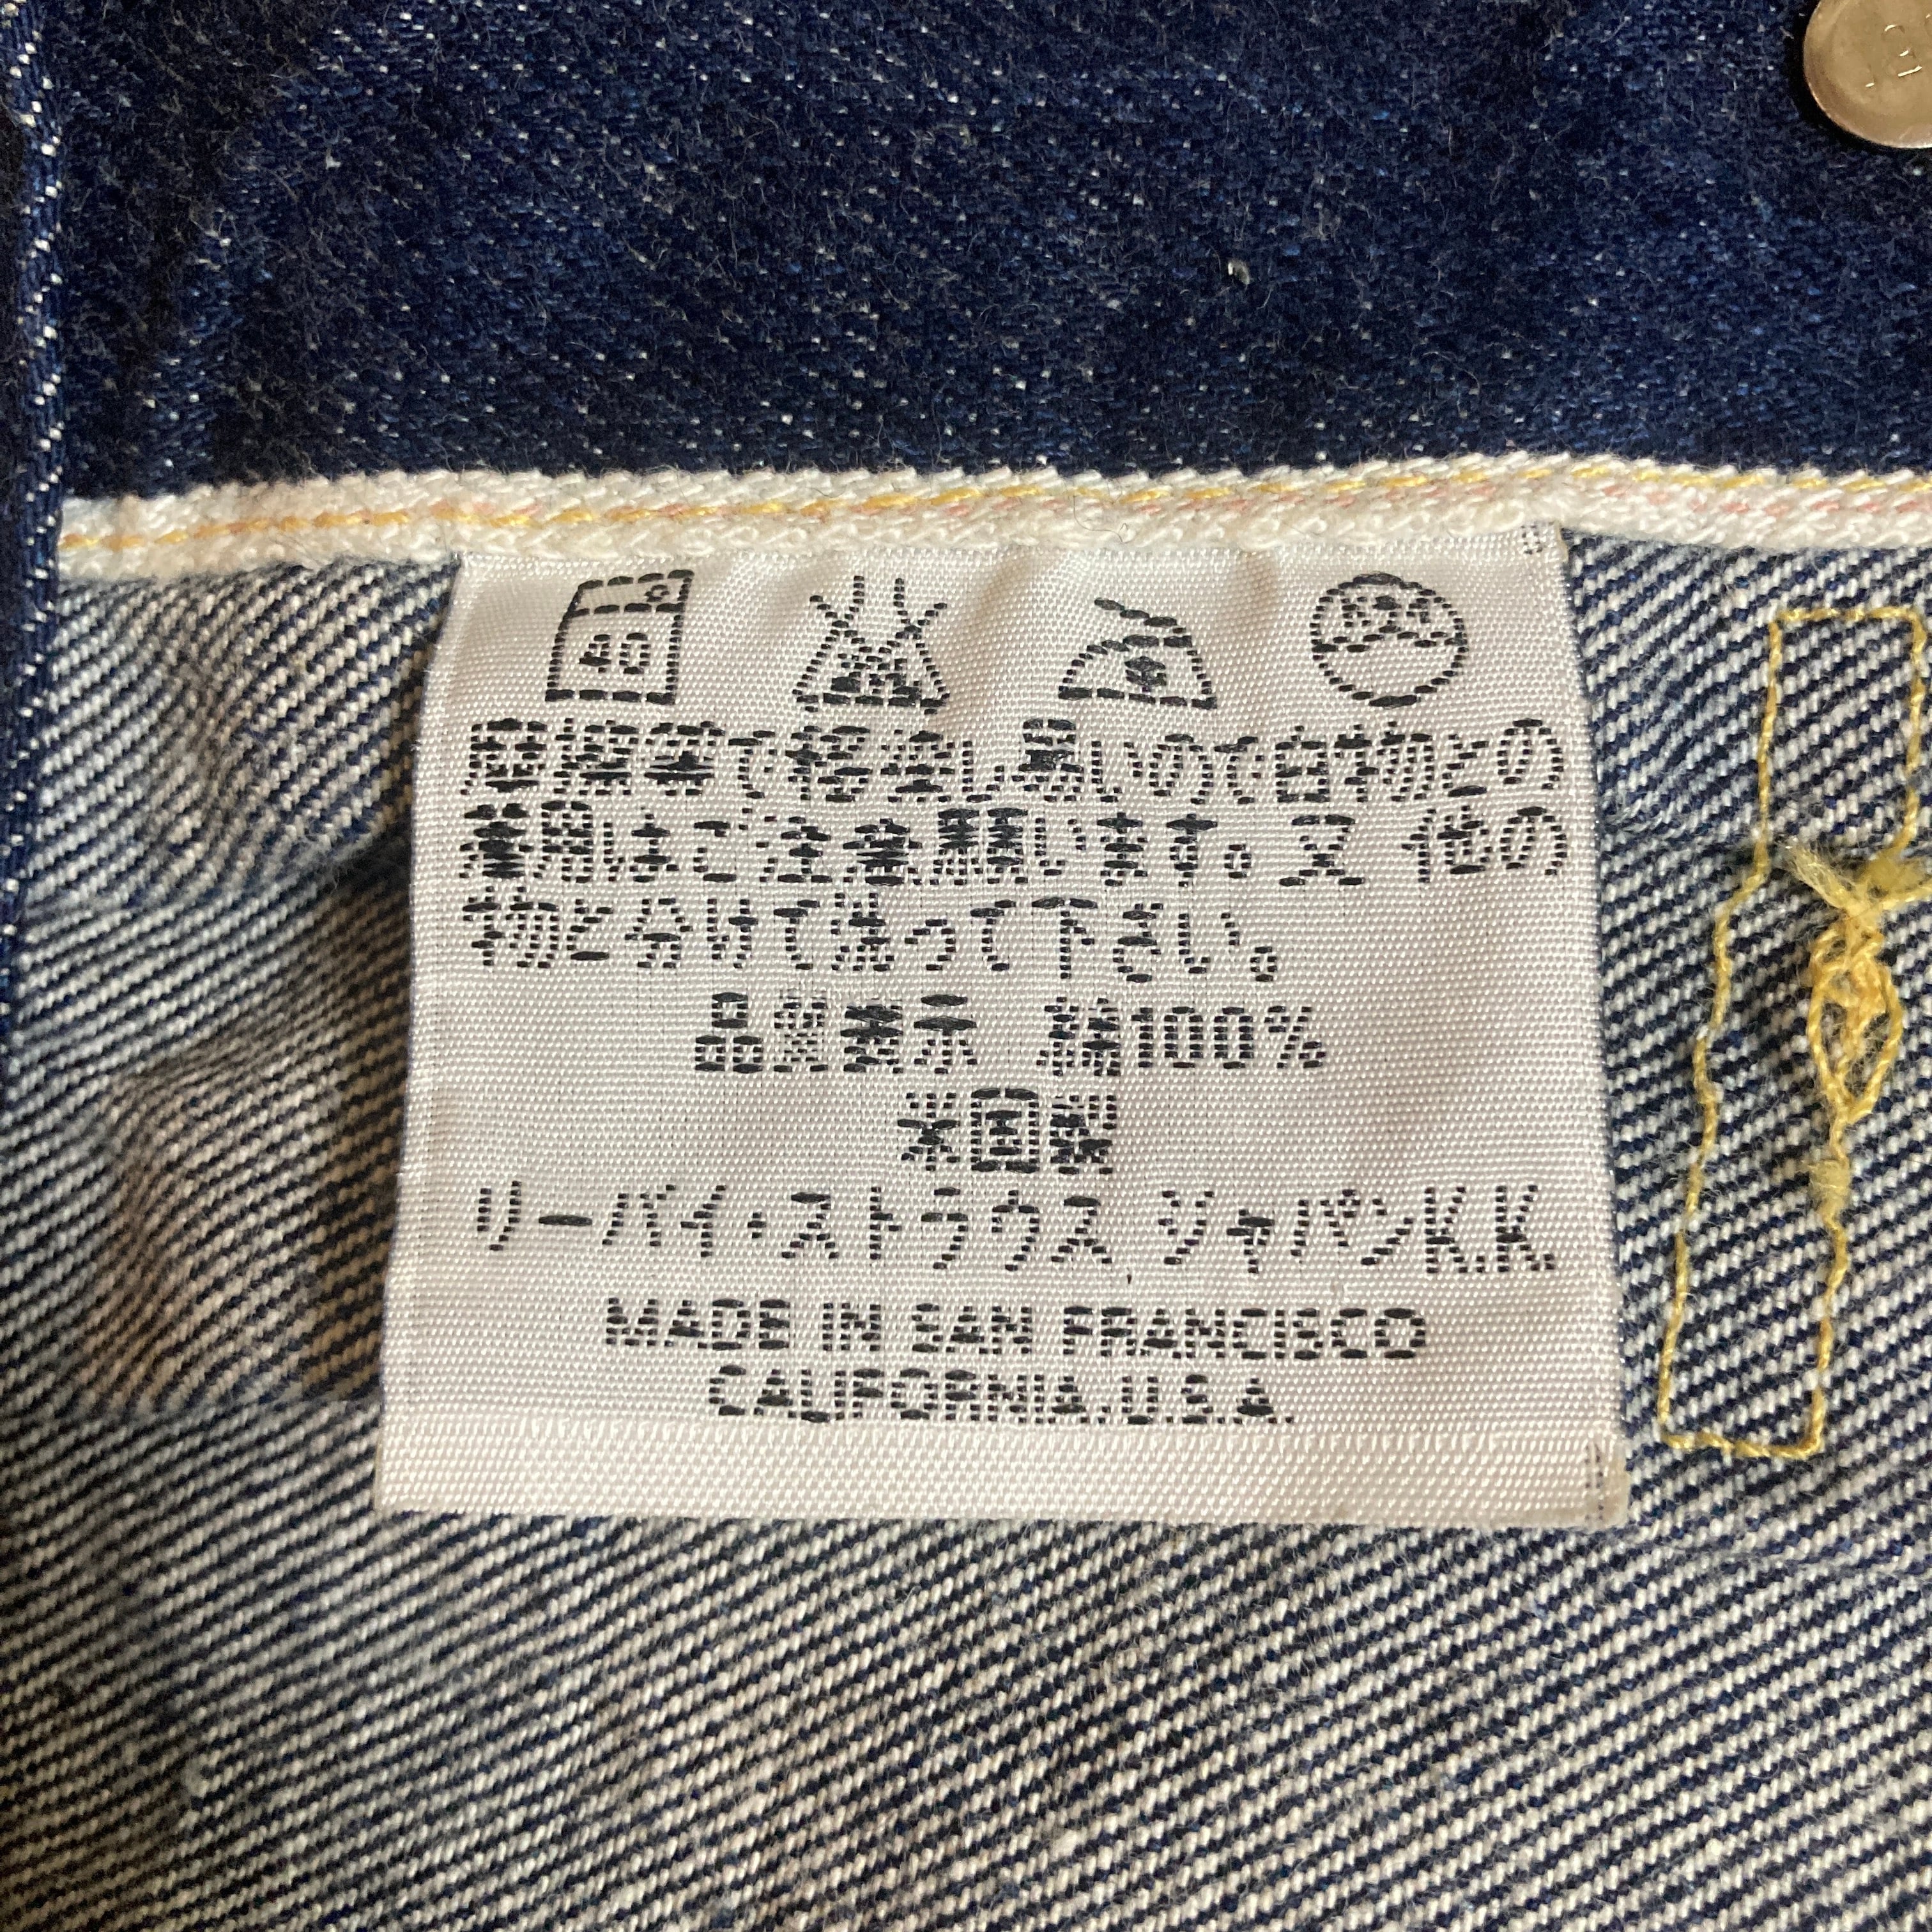 40
摩擦等で移染し易いので白物との
着用はご注意願います。又 他の
物と分けて洗って下さい。
品質表示 綿100%
米国製
リーバイ・ストラウス ジャパンK.K.
MADE IN SAN FRANCISCO
CALIFORNIA.U.S.A.